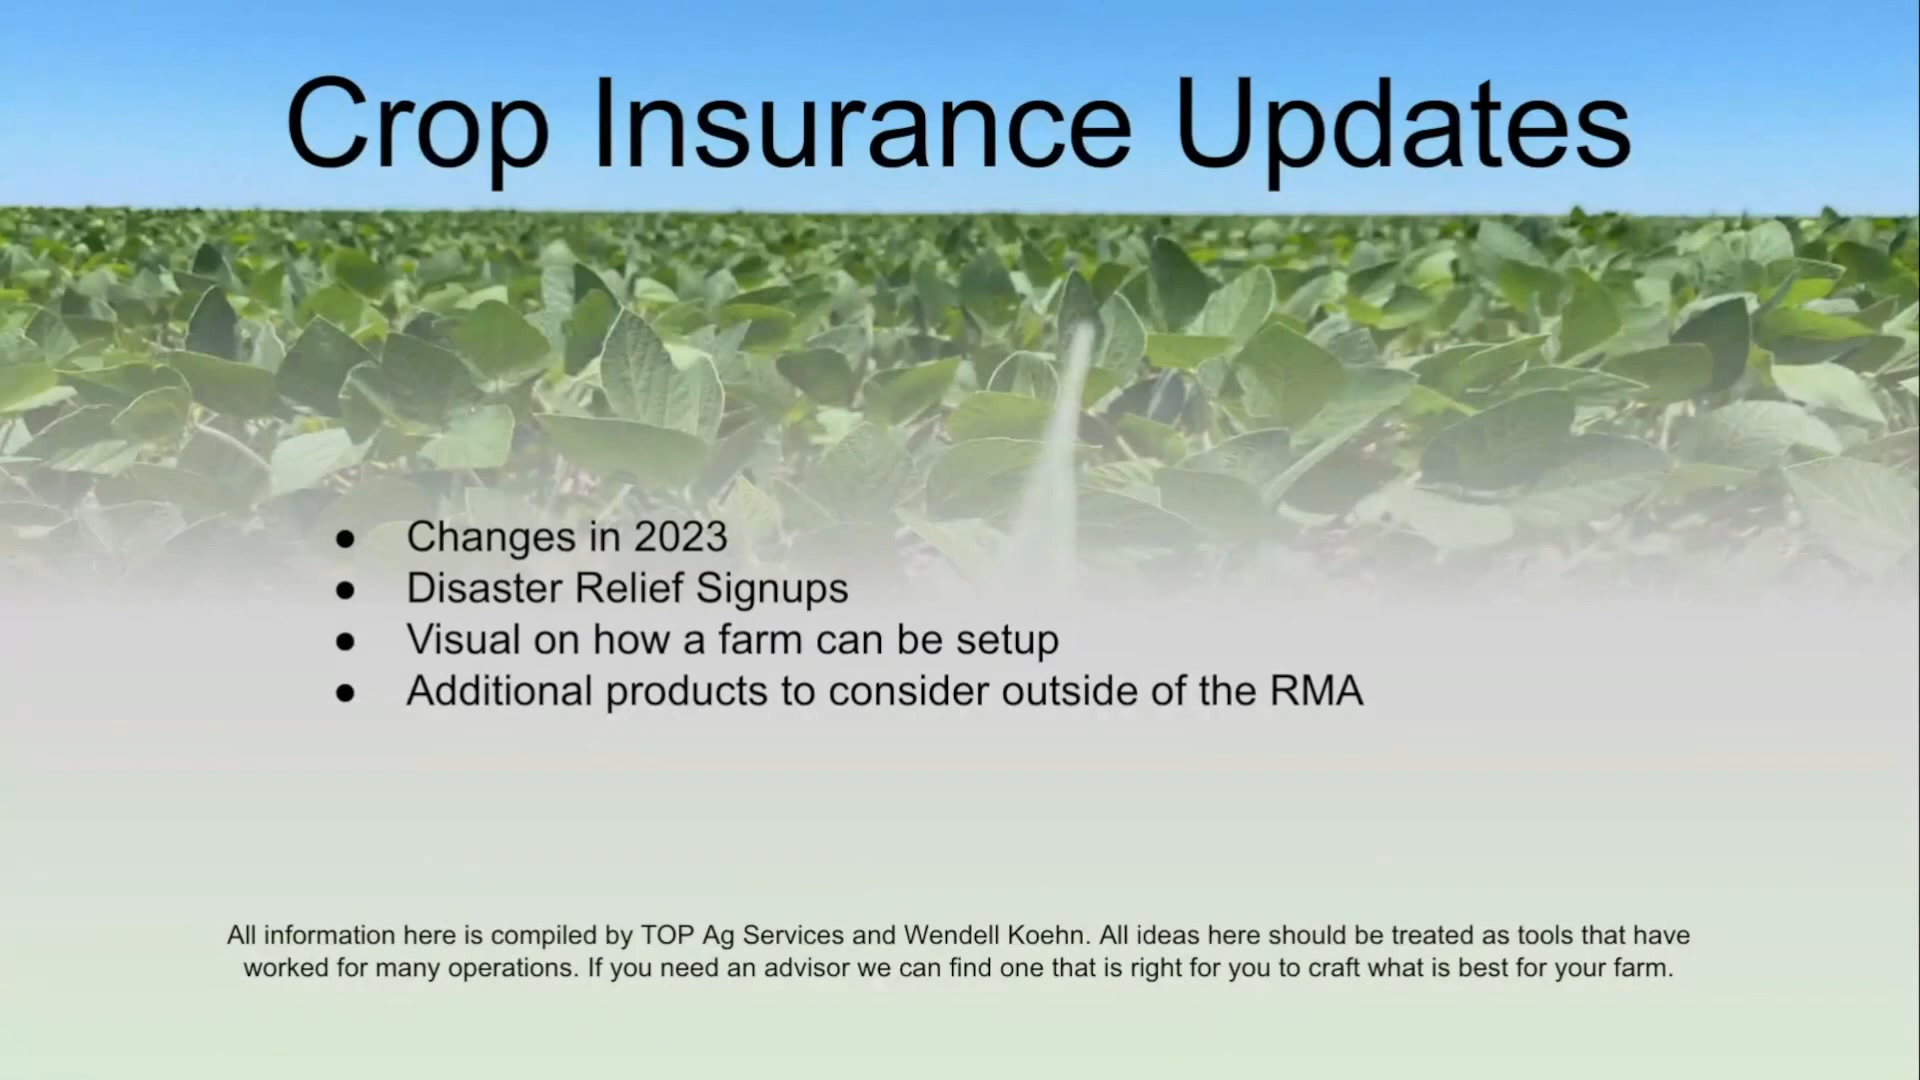 Crop Insurance Updates
● Changes in 2023
● Disaster Relief Signups
● Visual on how a farm can be setup
● Additional products to consider outside of the RMA
All information here is compiled by TOP Ag Services and Wendell Koehn. All ideas here should be treated as tools that have
worked for many operations. If you need an advisor we can find one that is right for you to craft what is best for your farm.